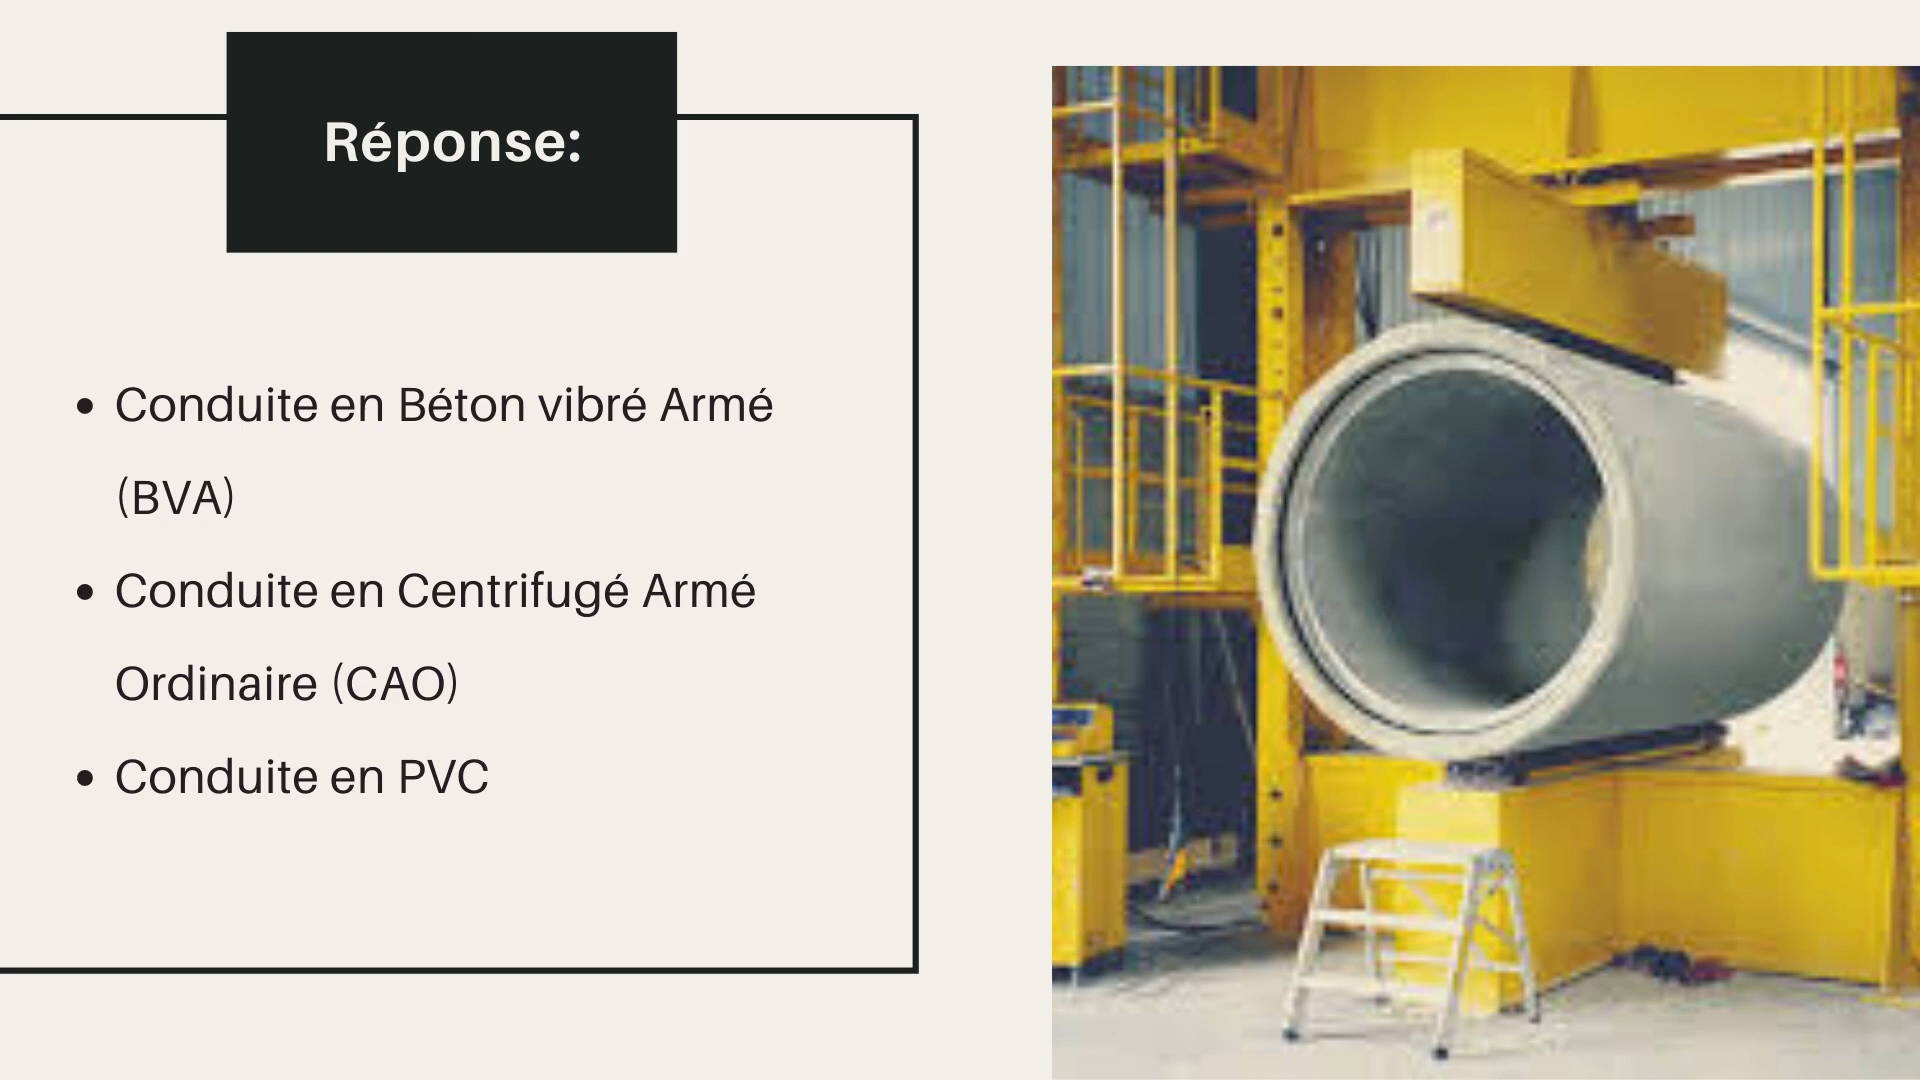 Réponse:
• Conduite en Béton vibré Armé
(BVA)
• Conduite en Centrifugé Armé
Ordinaire (CAO)
• Conduite en PVC